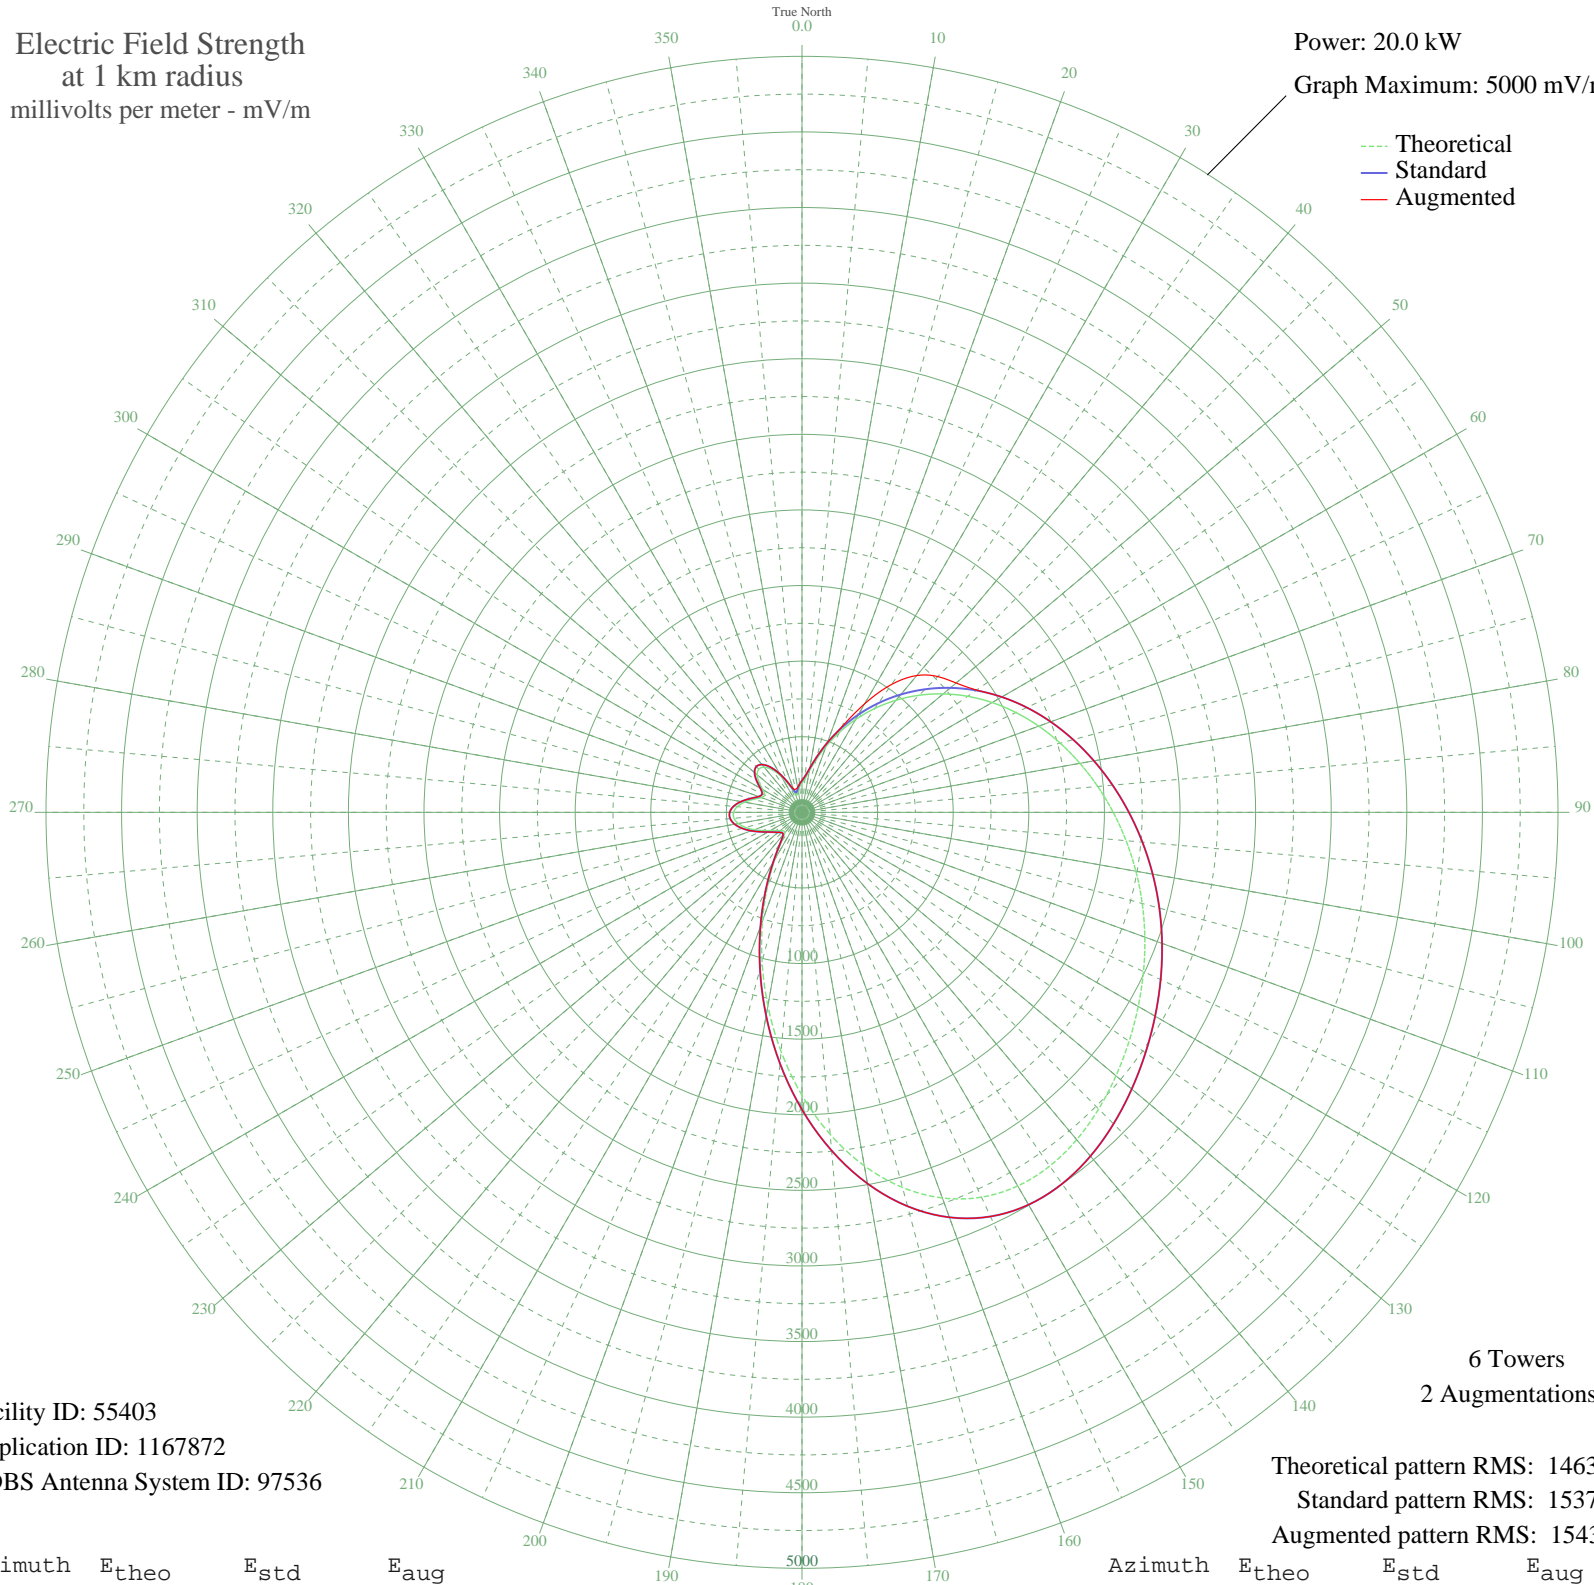 True North
0.0
Electric Field Strength
at 1 km radius
millivolts per meter - mV/m
Power: 20.0 kW
Graph Maximum: 5000 mV/
Theoretical
Standard
Augmented
10
20
30
40
50
60
70
80
90
100
110
120
130
140
150
160
170
190
200
210
220
230
240
250
260
270
280
290
300
310
320
330
340
350
1000
1500
2000
2500
3000
3500
4000
4500
5000
6 Towers
2 Augmentations
cility ID: 55403
plication ID: 1167872
DBS Antenna System ID: 97536
Theoretical pattern RMS: 1463
Standard pattern RMS: 1537
Augmented pattern RMS: 1543
imuth Etheo Estd Eaug
Azimuth Etheo Estd Eaug